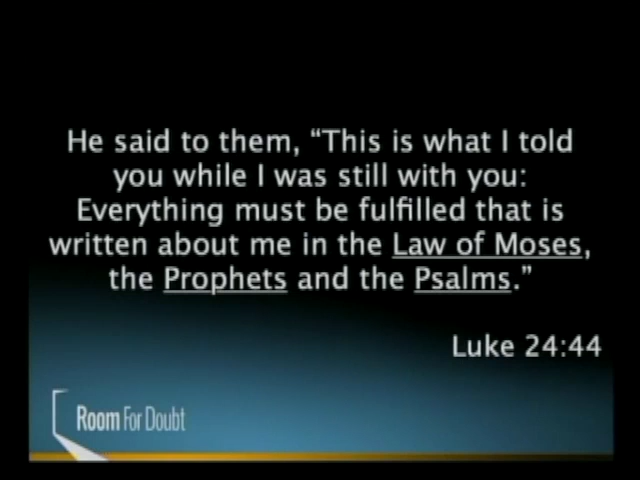 He said to them, “This is what I told
you while I was still with you:
Everything must be fulfilled that is
written about me in the Law of Moses,
the Prophets and the Psalms.”
Luke 24:44
Room For Doubt